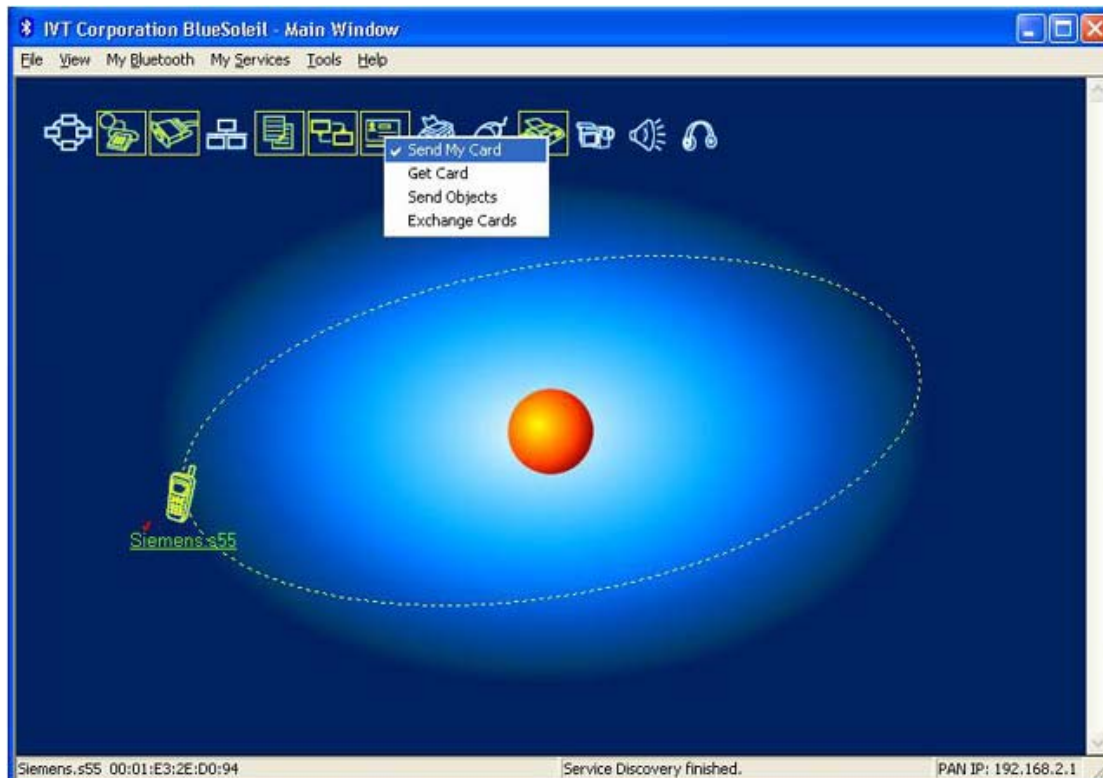 IVT Corporation BlueSoleil - Main Window
File View My Bluetooth My Services Tools Help
Send My Card
Get Card
Send Objects
Exchange Cards
Siemens.s55
Siemens.s55 00:01:E3:2E:D0:94 Service Discovery finished. PAN IP: 192.168.2.1